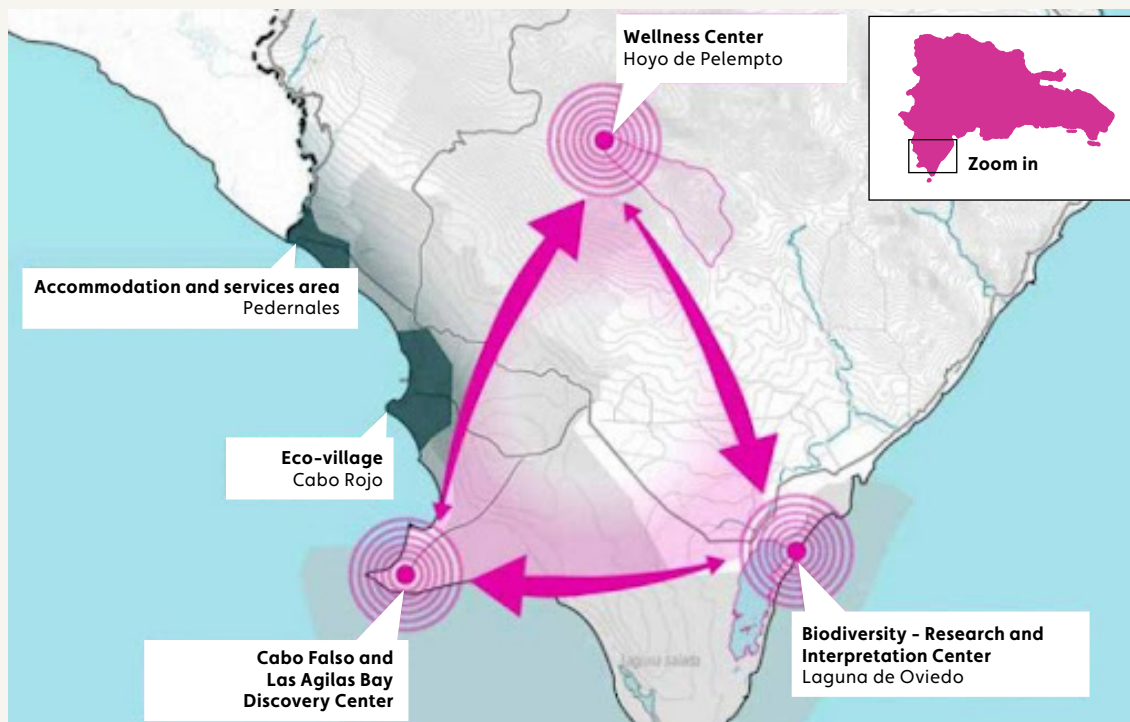 Wellness Center
Hoyo de Pelempto
Zoom in
Accommodation and services area
Pedernales
Eco-village
Cabo Rojo
Cabo Falso and
Las Agilas Bay
Discovery Center
Laguna salada
Biodiversity - Research and
Interpretation Center
Laguna de Oviedo